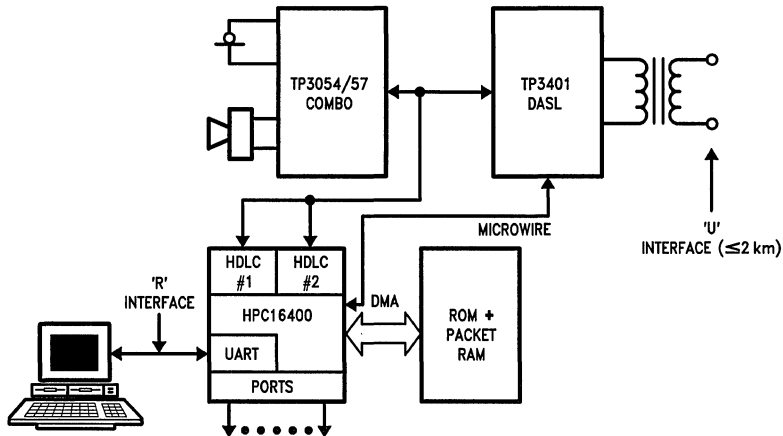 TP3054/57
COMBO
TP3401
DASL
MICROWIRE
'U'
INTERFACE (≤2 km)
HDLC
#1
HDLC
#2
'R'
INTERFACE
HPC16400
DMA
ROM +
PACKET
RAM
UART
PORTS